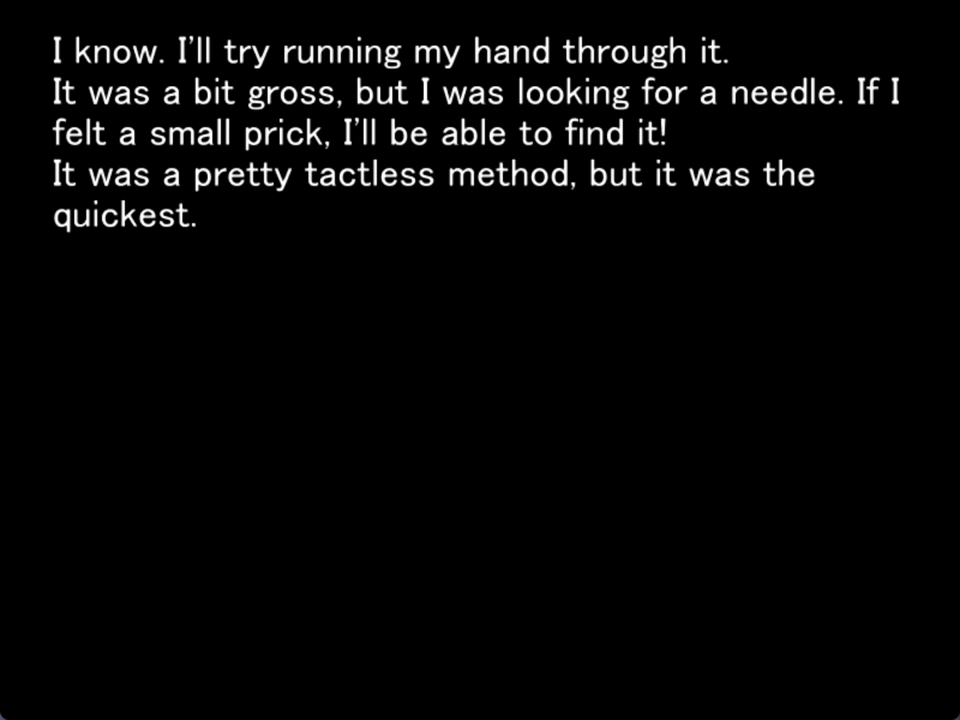 I know. I'll try running my hand through it.
It was a bit gross, but I was looking for a needle. If I
felt a small prick, I'll be able to find it!
It was a pretty tactless method, but it was the
quickest.